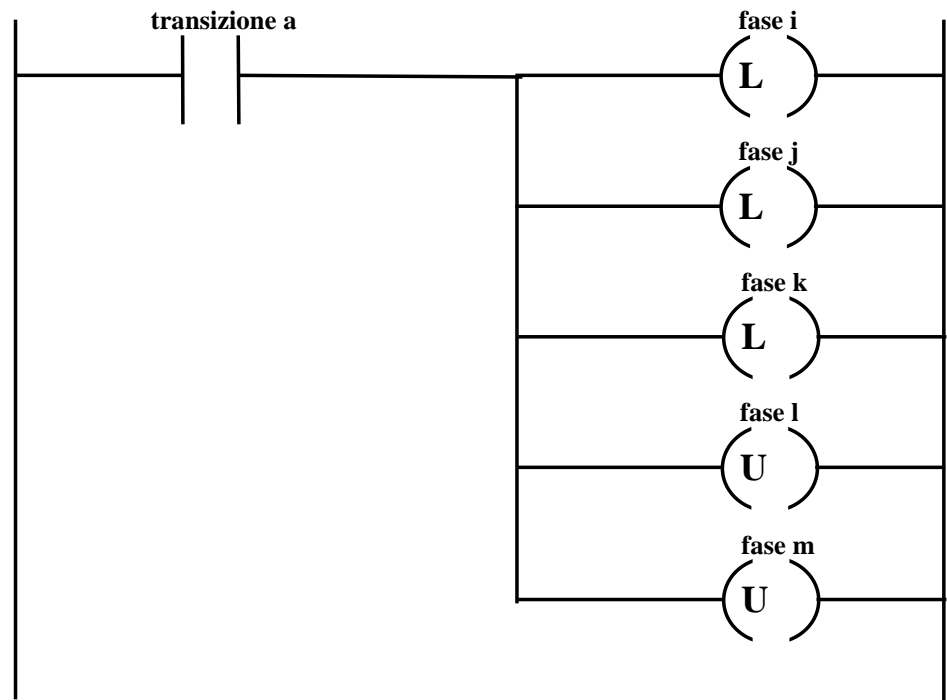 transizione a
fase i
L
fase j
L
fase k
L
fase l
U
fase m
U